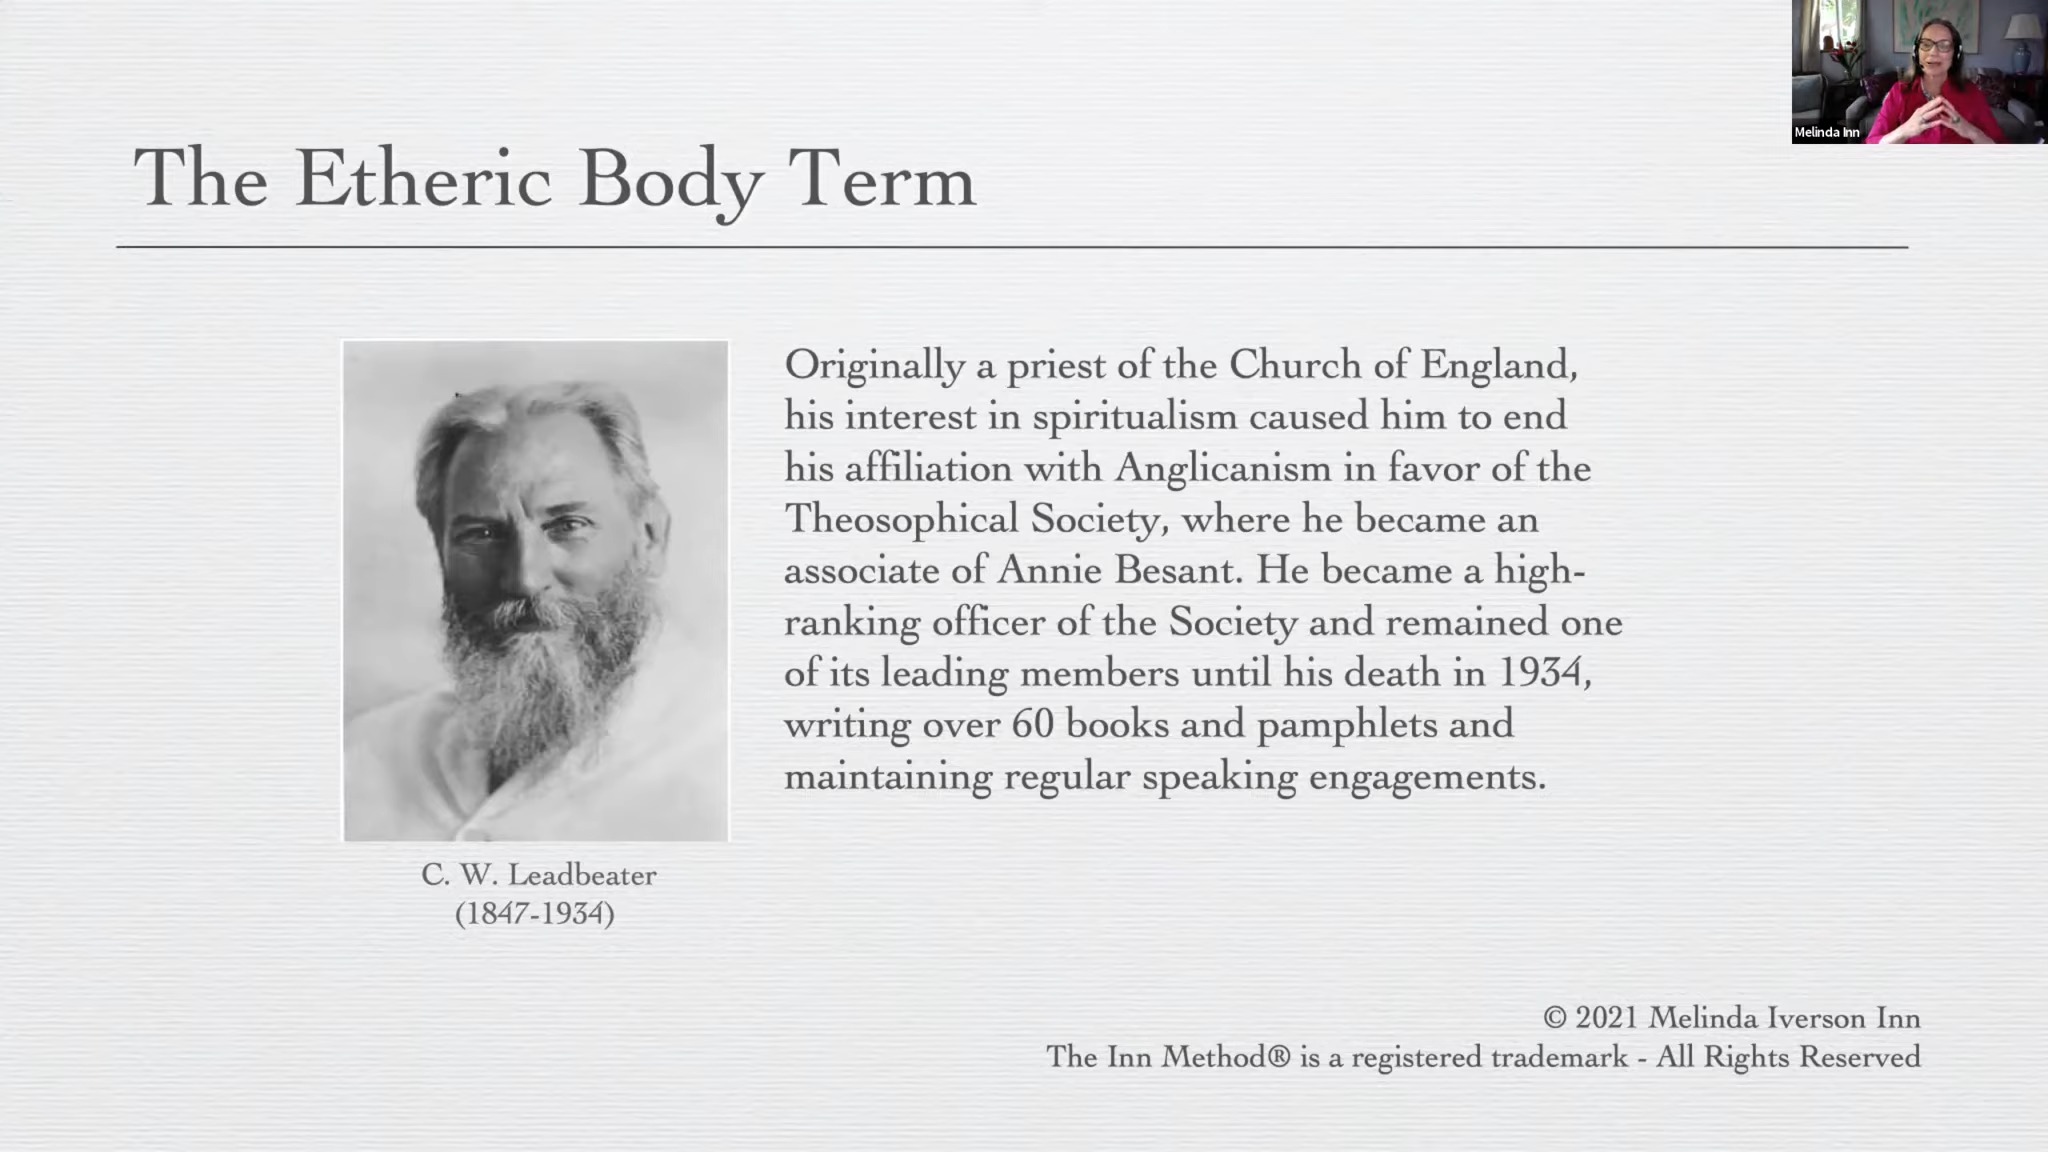 Melinda Inn
The Etheric Body Term
Originally a priest of the Church of England,
his interest in spiritualism caused him to end
his affiliation with Anglicanism in favor of the
Theosophical Society, where he became an
associate of Annie Besant. He became a high-
ranking officer of the Society and remained one
of its leading members until his death in 1934,
writing over 60 books and pamphlets and
maintaining regular speaking engagements.
C. W. Leadbeater
(1847-1934)
© 2021 Melinda Iverson Inn
The Inn Method® is a registered trademark - All Rights Reserved